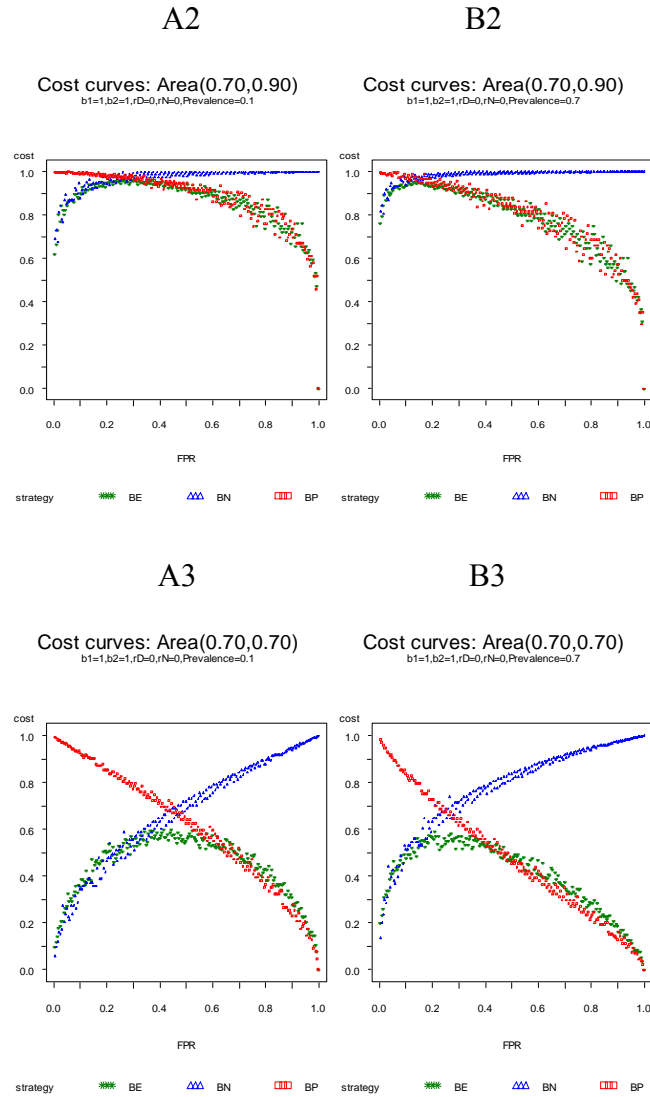 A2 B2
Cost curves: Area(0.70,0.90) Cost curves: Area(0.70,0.90)
b1=1,b2=1,rD=0,rN=0,Prevalence=0.1 b1=1,b2=1,rD=0,rN=0,Prevalence=0.7
cost cost
1.0 1.0
0.8 0.8
0.6 0.6
0.4 0.4
0.2 0.2
0.0 0.0
0.0 0.2 0.4 0.6 0.8 1.0 0.0 0.2 0.4 0.6 0.8 1.0
FPR FPR
strategy BE BN BP strategy BE BN BP
A3 B3
Cost curves: Area(0.70,0.70) Cost curves: Area(0.70,0.70)
b1=1,b2=1,rD=0,rN=0,Prevalence=0.1 b1=1,b2=1,rD=0,rN=0,Prevalence=0.7
cost cost
1.0 1.0
0.8 0.8
0.6 0.6
0.4 0.4
0.2 0.2
0.0 0.0
0.0 0.2 0.4 0.6 0.8 1.0 0.0 0.2 0.4 0.6 0.8 1.0
FPR FPR
strategy BE BN BP strategy BE BN BP